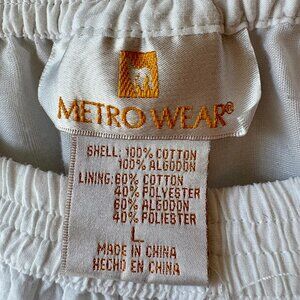 METRO WEAR®
SHELL: 100% COTTON
100% ALGODON
LINING: 60% COTTON
40% POLYESTER
60% ALGODON
40% POLIESTER
L
MADE IN CHINA
HECHO EN CHINA